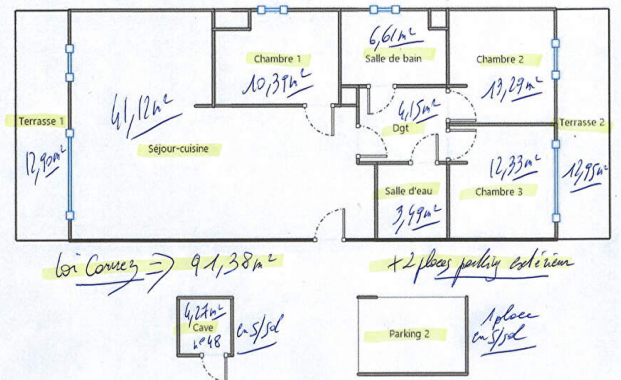 6,61m²
Chambre 1
Salle de bain
Chambre 2
10,39m²
13,29m²
41,12m²
4,15m²
Terrasse 1
Dgt
Terrasse 2
Séjour-cuisine
12,90m²
12,33m²
12,95m²
Salle d'eau
Chambre 3
3,49m²
Loi Carrez => 91,38m²
+2 places parking extérieur
4,27m²
Cave
n°48
en S/sol
Parking 2
1 place
en S/sol